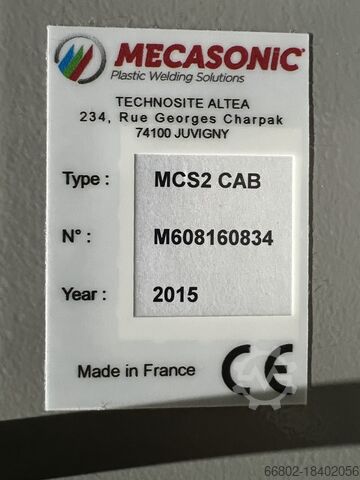 MECASONIC
Plastic Welding Solutions
TECHNOSITE ALTEA
234, Rue Georges Charpak
74100 JUVIGNY
Type : MCS2 CAB
N° : M608160834
Year : 2015
Made in France CE
66802-18402056